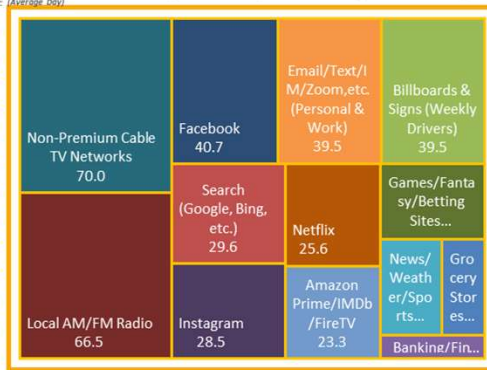 (Average Day)
Non-Premium Cable
TV Networks
70.0
Local AM/FM Radio
66.5
Facebook
40.7
Search
(Google, Bing,
etc.)
29.6
Instagram
28.5
Email/Text/I
M/Zoom,etc.
(Personal &
Work)
39.5
Netflix
25.6
Amazon
Prime/IMDb
/FireTV
23.3
Billboards &
Signs (Weekly
Drivers)
39.5
Games/Fanta
sy/Betting
Sites...
News/
Weath
er/Spo
rts...
Gro
cery
Stor
es...
Banking/Fin...